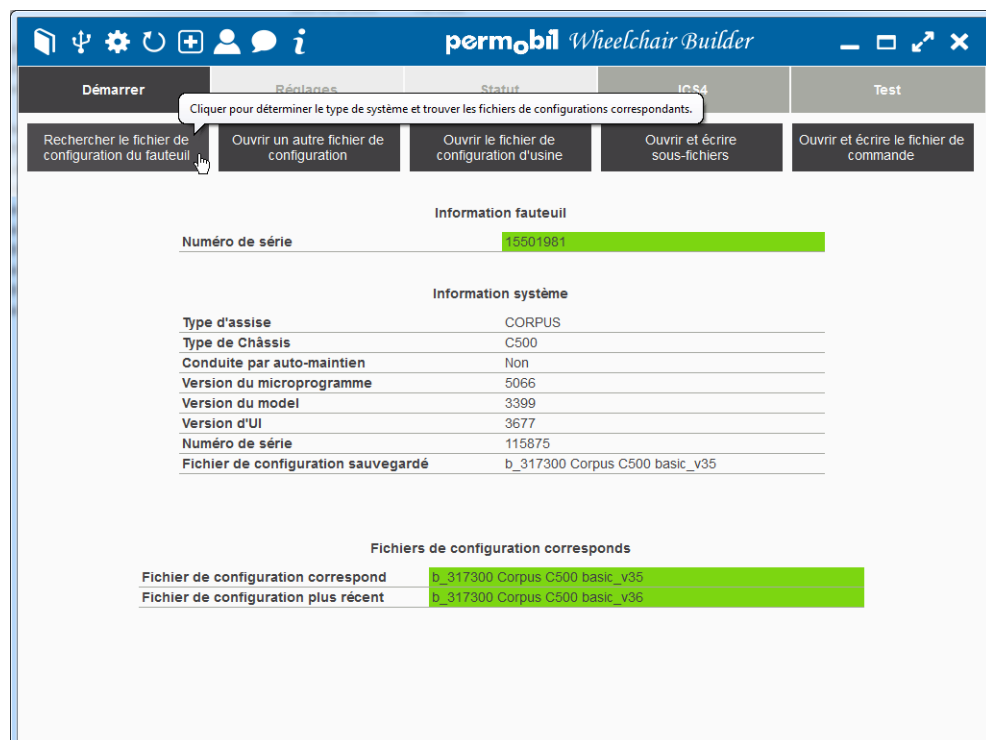 permobil Wheelchair Builder
Démarrer Réglages Statut ICS4 Test
Cliquer pour déterminer le type de système et trouver les fichiers de configurations correspondants.
Rechercher le fichier de
configuration du fauteuil
Ouvrir un autre fichier de
configuration
Ouvrir le fichier de
configuration d'usine
Ouvrir et écrire
sous-fichiers
Ouvrir et écrire le fichier de
commande
Information fauteuil
Numéro de série 15501981
Information système
Type d'assise CORPUS
Type de Châssis C500
Conduite par auto-maintien Non
Version du microprogramme 5066
Version du model 3399
Version d'UI 3677
Numéro de série 115875
Fichier de configuration sauvegardé b_317300 Corpus C500 basic_v35
Fichiers de configuration corresponds
Fichier de configuration correspond b_317300 Corpus C500 basic_v35
Fichier de configuration plus récent b_317300 Corpus C500 basic_v36